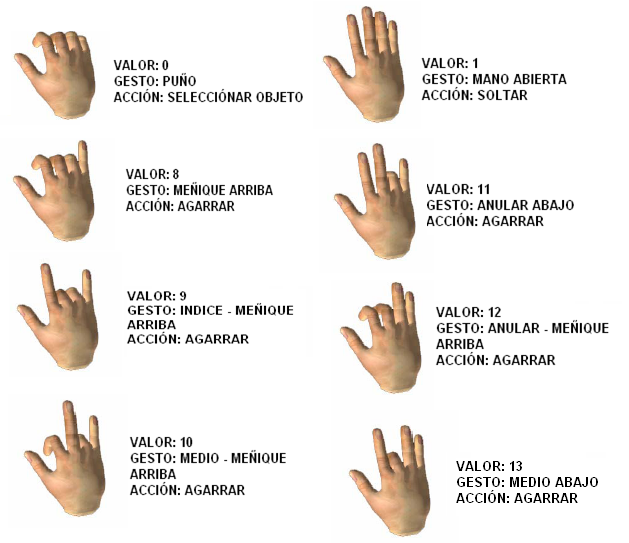 VALOR: 0
GESTO: PUÑO
ACCIÓN: SELECCIÓNAR OBJETO
VALOR: 1
GESTO: MANO ABIERTA
ACCIÓN: SOLTAR
VALOR: 8
GESTO: MEÑIQUE ARRIBA
ACCIÓN: AGARRAR
VALOR: 11
GESTO: ANULAR ABAJO
ACCIÓN: AGARRAR
VALOR: 9
GESTO: INDICE - MEÑIQUE
ARRIBA
ACCIÓN: AGARRAR
VALOR: 12
GESTO: ANULAR - MEÑIQUE
ARRIBA
ACCIÓN: AGARRAR
VALOR: 10
GESTO: MEDIO - MEÑIQUE
ARRIBA
ACCIÓN: AGARRAR
VALOR: 13
GESTO: MEDIO ABAJO
ACCIÓN: AGARRAR